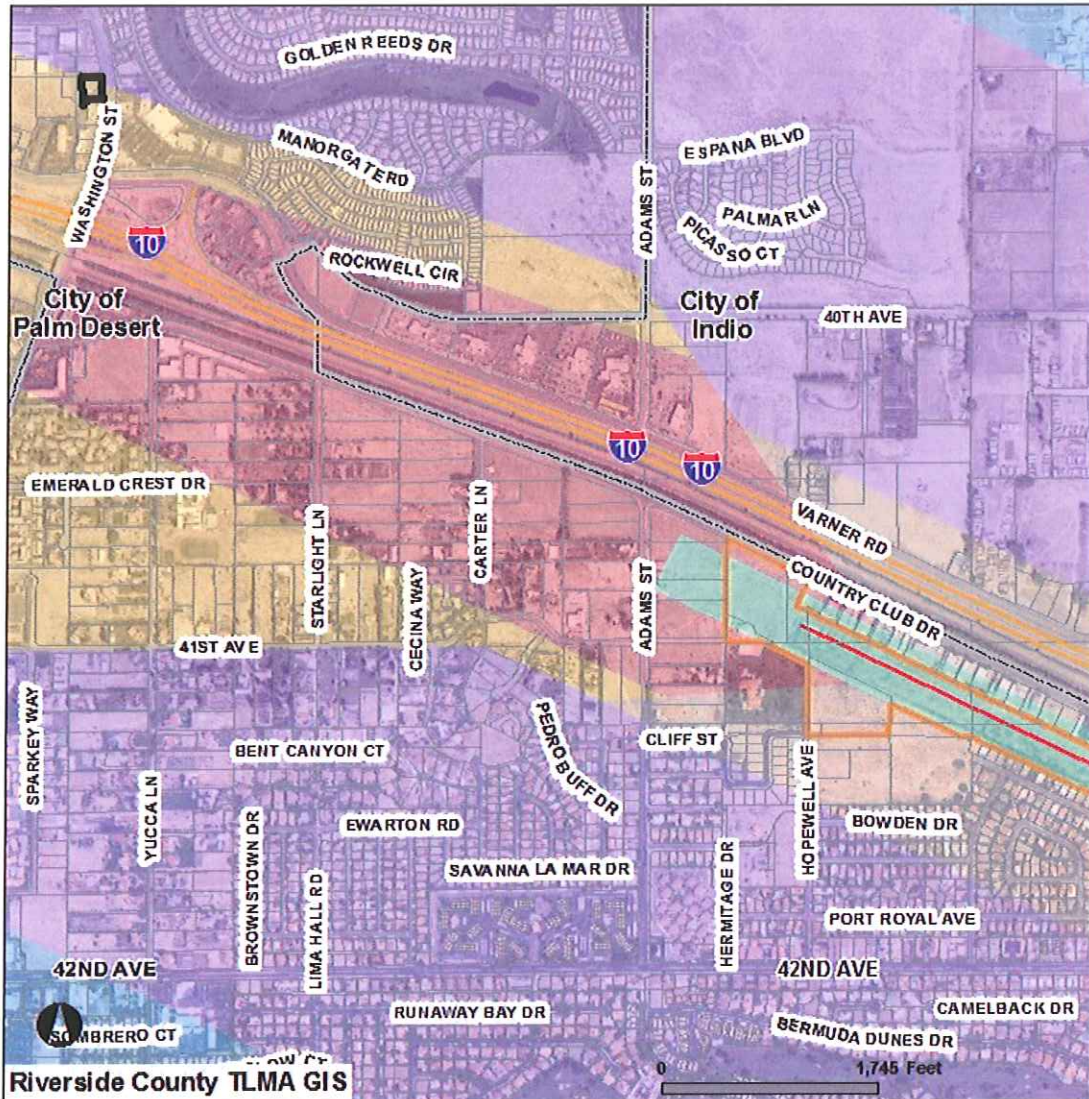 GOLDEN REEDS DR
WASHINGTON ST
MANORGATE RD
ESPANA BLVD
ADAMS ST
PALMAR LN
PICASSO CT
10
ROCKWELL CIR
City of
Palm Desert
City of
Indio
40TH AVE
10
10
EMERALD CREST DR
STARLIGHT LN
CARTER LN
VARNER RD
COUNTRY CLUB DR
CECINA WAY
ADAMS ST
41ST AVE
SPARKEY WAY
BENT CANYON CT
PEDRO BUFF DR
CLIFF ST
YUCCA LN
BROWNSTOWN DR
EWARTON RD
HOPEWELL AVE
BOWDEN DR
LIMA HALL RD
SAVANNA LA MAR DR
HERMITAGE DR
PORT ROYAL AVE
42ND AVE
42ND AVE
RUNAWAY BAY DR
CAMELBACK DR
SOMBRERO CT
BERMUDA DUNES DR
CT
Riverside County TLMA GIS
0
1,745 Feet